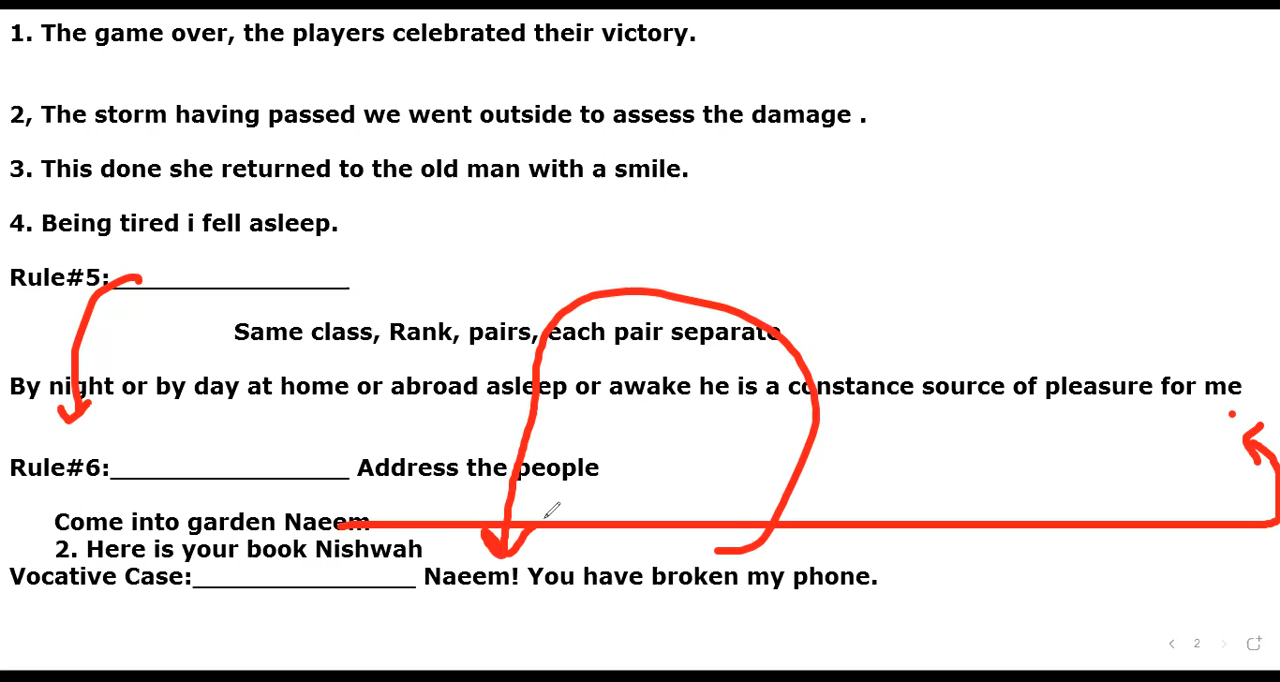 1. The game over, the players celebrated their victory.
2, The storm having passed we went outside to assess the damage .
3. This done she returned to the old man with a smile.
4. Being tired i fell asleep.
Rule#5:____________________
Same class, Rank, pairs, each pair separate
By night or by day at home or abroad asleep or awake he is a constance source of pleasure for me
Rule#6:____________________ Address the people
Come into garden Naeem
2. Here is your book Nishwah
Vocative Case:___________________ Naeem! You have broken my phone.
2